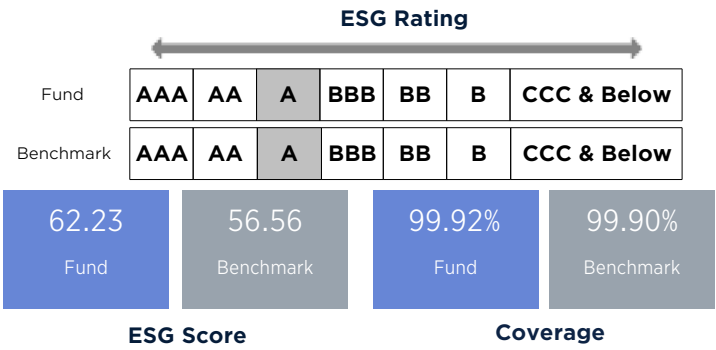 ESG Rating
Fund AAA AA A BBB BB B CCC & Below
Benchmark AAA AA A BBB BB B CCC & Below
62.23 56.56 99.92% 99.90%
Fund Benchmark Fund Benchmark
ESG Score Coverage